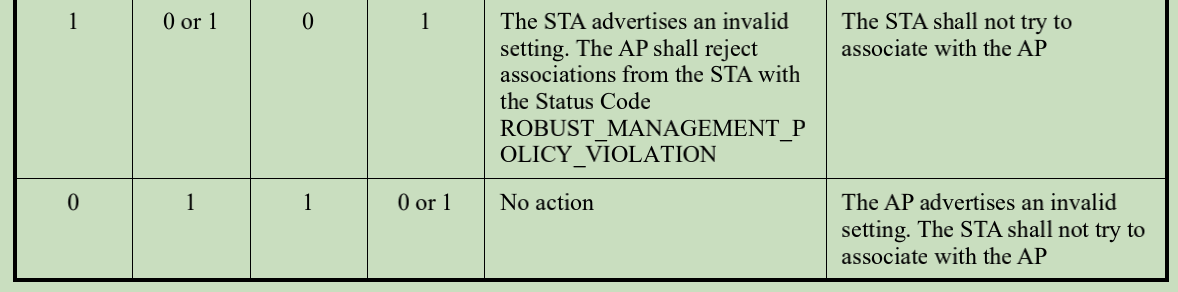 1 0 or 1 0 1 The STA advertises an invalid The STA shall not try to
setting. The AP shall reject associate with the AP
associations from the STA with
the Status Code
ROBUST_MANAGEMENT_P
OLICY_VIOLATION
0 1 1 0 or 1 No action The AP advertises an invalid
setting. The STA shall not try to
associate with the AP